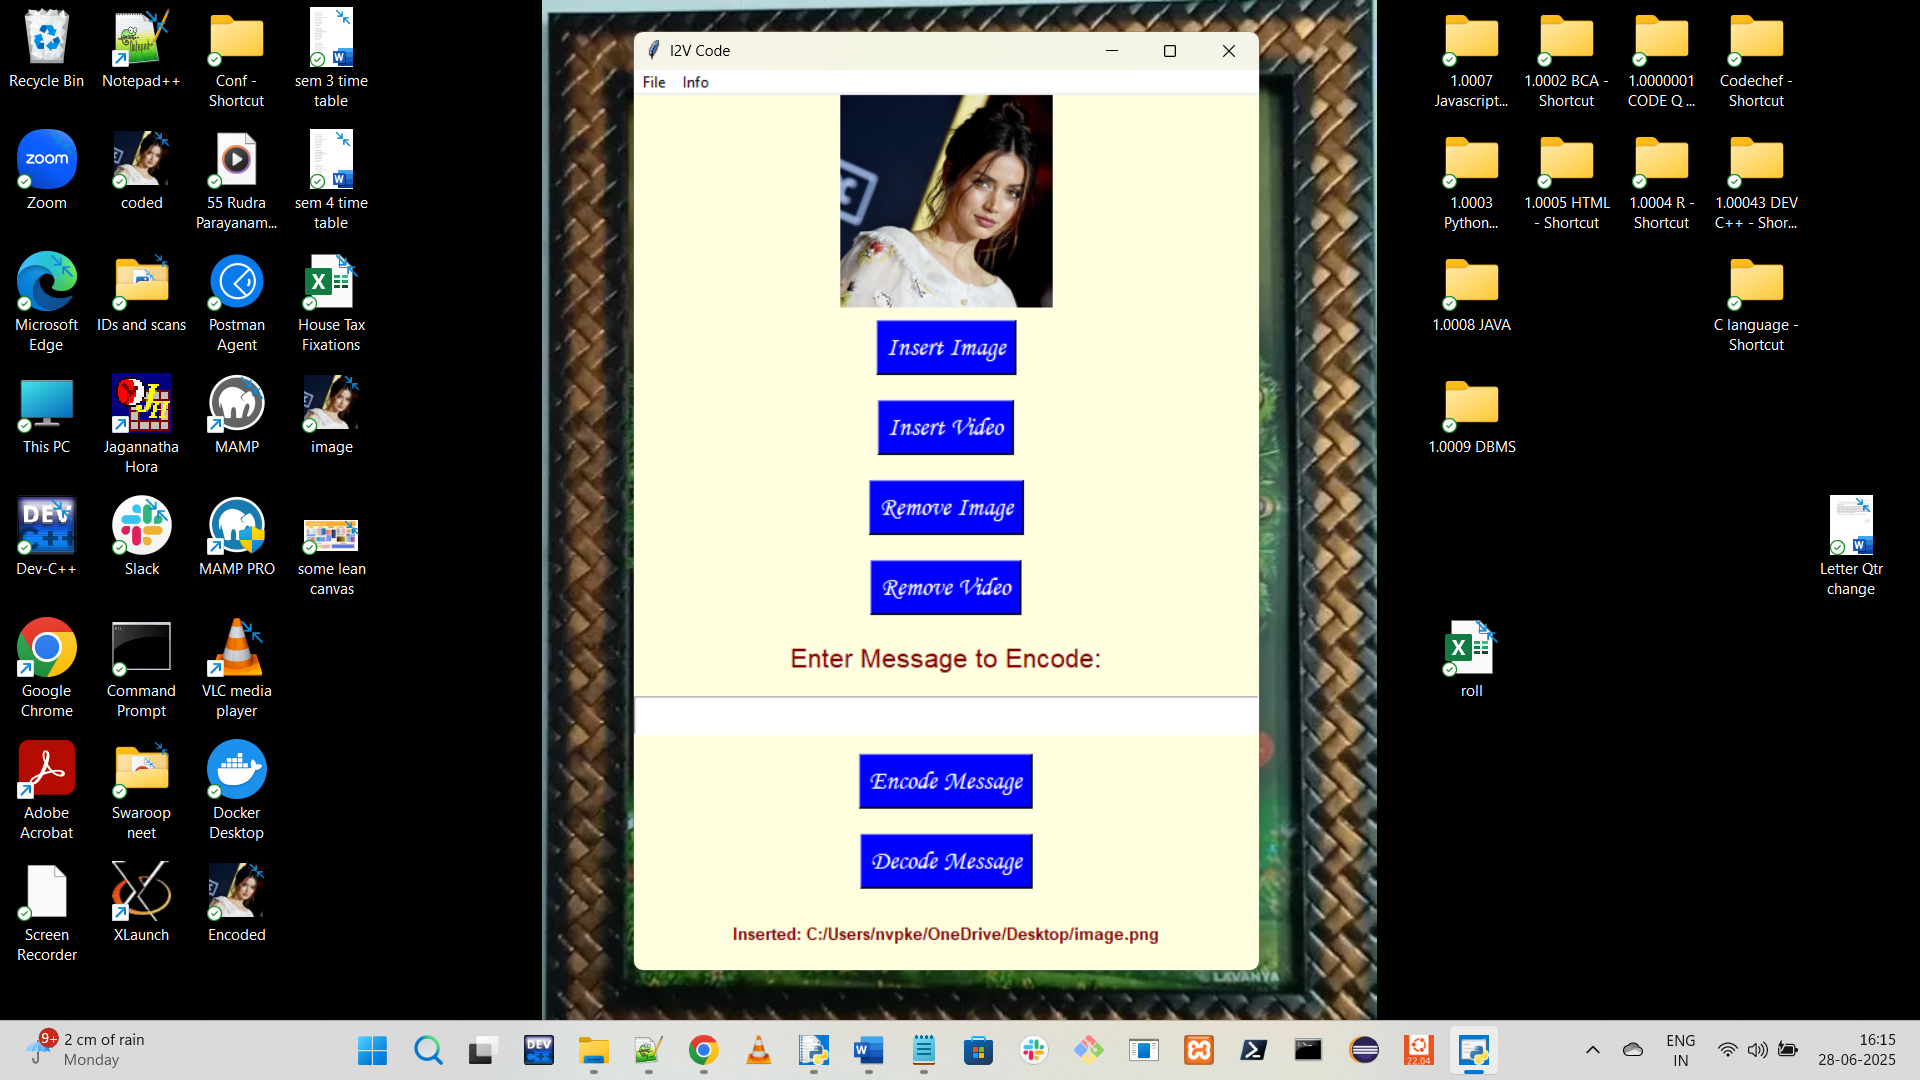 Recycle Bin
Notepad++
Conf -
Shortcut
sem 3 time
table
zoom
Zoom
coded
55 Rudra
Parayanam...
sem 4 time
table
Microsoft
Edge
IDs and scans
Postman
Agent
House Tax
Fixations
This PC
Jagannatha
Hora
MAMP
image
DEV
C++
Dev-C++
Slack
MAMP PRO
some lean
canvas
Google
Chrome
Command
Prompt
VLC media
player
Adobe
Acrobat
Swaroop
neet
Docker
Desktop
Screen
Recorder
XLaunch
Encoded
I2V Code
File Info
Insert Image
Insert Video
Remove Image
Remove Video
Enter Message to Encode:
Encode Message
Decode Message
Inserted: C:/Users/nvpke/OneDrive/Desktop/image.png
LAVANYA
1.0007
Javascript...
1.0002 BCA -
Shortcut
1.0000001
CODE Q ...
Codechef -
Shortcut
1.0003
Python...
1.0005 HTML
- Shortcut
1.0004 R -
Shortcut
1.00043 DEV
C++ - Shor...
1.0008 JAVA
C language -
Shortcut
1.0009 DBMS
Letter Qtr
change
roll
9+
2 cm of rain
Monday
DEV
C++
22.04
ENG
IN
16:15
28-06-2025